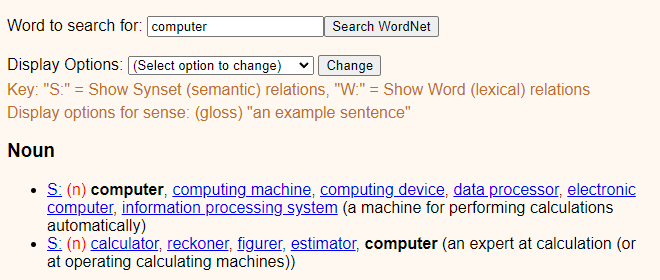 Word to search for: computer Search WordNet
Display Options: (Select option to change) Change
Key: "S:" = Show Synset (semantic) relations, "W:" = Show Word (lexical) relations
Display options for sense: (gloss) "an example sentence"
Noun
• S: (n) computer, computing machine, computing device, data processor, electronic
computer, information processing system (a machine for performing calculations
automatically)
• S: (n) calculator, reckoner, figurer, estimator, computer (an expert at calculation (or
at operating calculating machines))